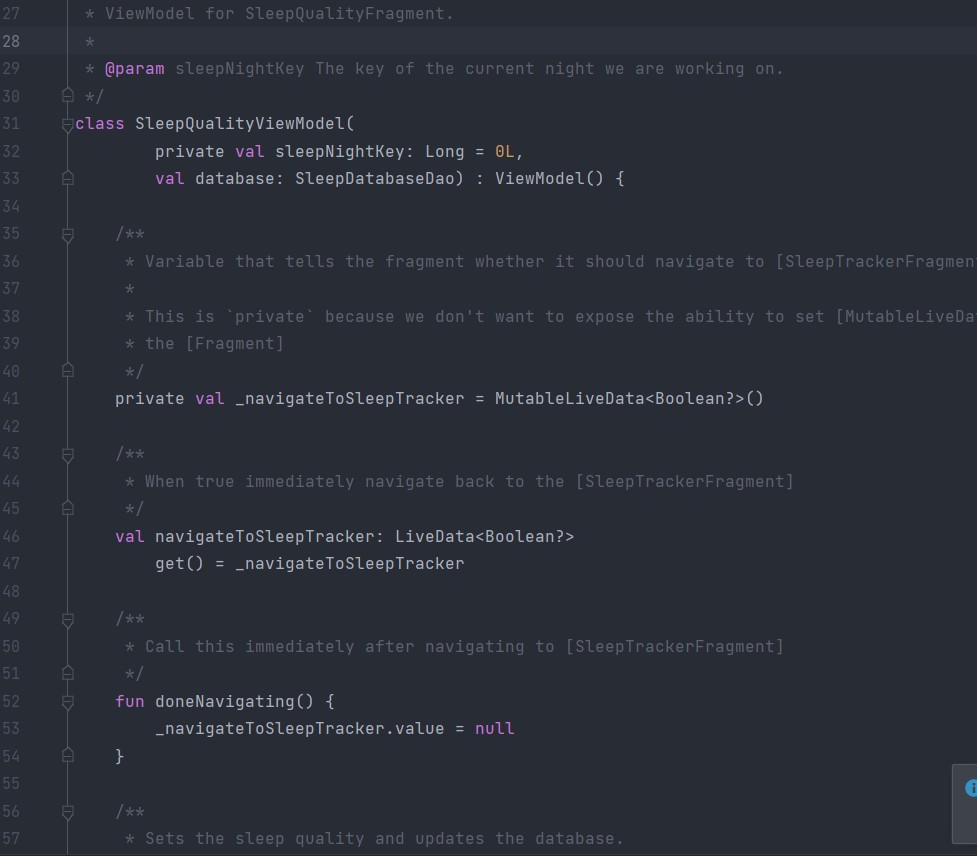 27 * ViewModel for SleepQualityFragment.
28 *
29 * @param sleepNightKey The key of the current night we are working on.
30 */
31 class SleepQualityViewModel(
32 private val sleepNightKey: Long = 0L,
33 val database: SleepDatabaseDao) : ViewModel() {
34
35 /**
36 * Variable that tells the fragment whether it should navigate to [SleepTrackerFragmen
37 *
38 * This is `private` because we don't want to expose the ability to set [MutableLiveDa
39 * the [Fragment]
40 */
41 private val _navigateToSleepTracker = MutableLiveData<Boolean?>()
42
43 /**
44 * When true immediately navigate back to the [SleepTrackerFragment]
45 */
46 val navigateToSleepTracker: LiveData<Boolean?>
47 get() = _navigateToSleepTracker
48
49 /**
50 * Call this immediately after navigating to [SleepTrackerFragment]
51 */
52 fun doneNavigating() {
53 _navigateToSleepTracker.value = null
54 }
55
56 /**
57 * Sets the sleep quality and updates the database.